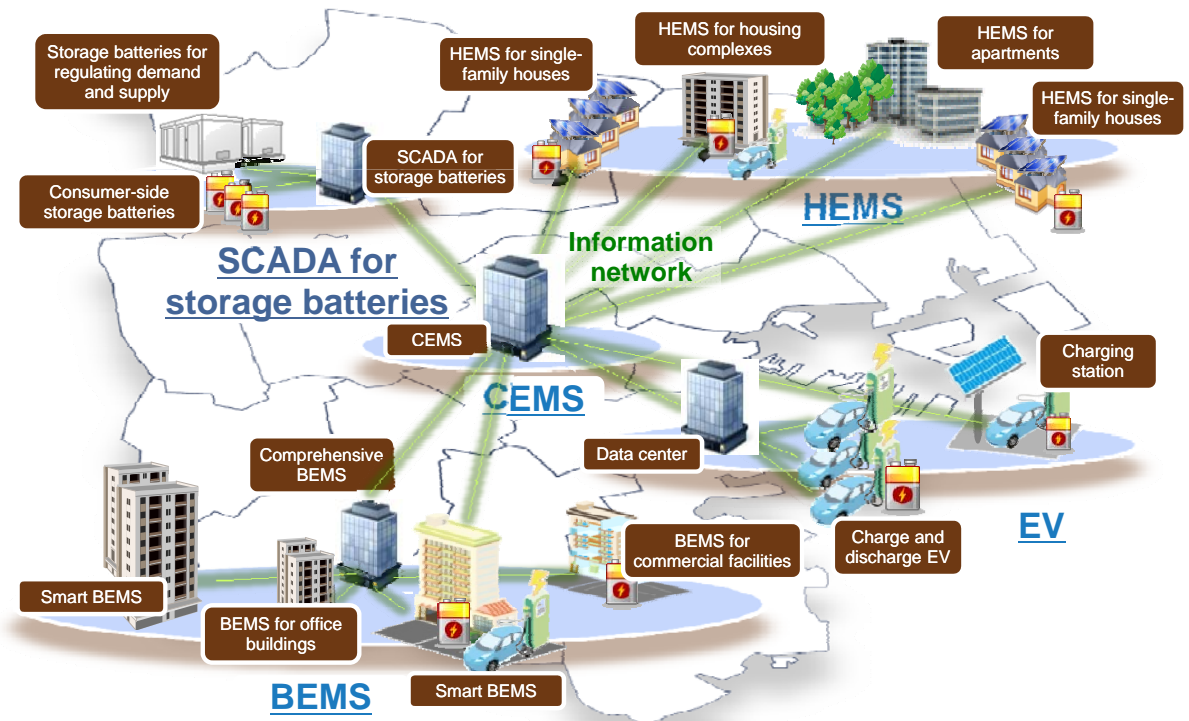 Storage batteries for
regulating demand
and supply
HEMS for single-
family houses
HEMS for housing
complexes
HEMS for
apartments
HEMS for single-
family houses
SCADA for
storage batteries
Consumer-side
storage batteries
HEMS
SCADA for
storage batteries
Information
network
CEMS
CEMS
Charging
station
Data center
Comprehensive
BEMS
EV
Charge and
discharge EV
BEMS for
commercial facilities
Smart BEMS
BEMS for office
buildings
Smart BEMS
BEMS